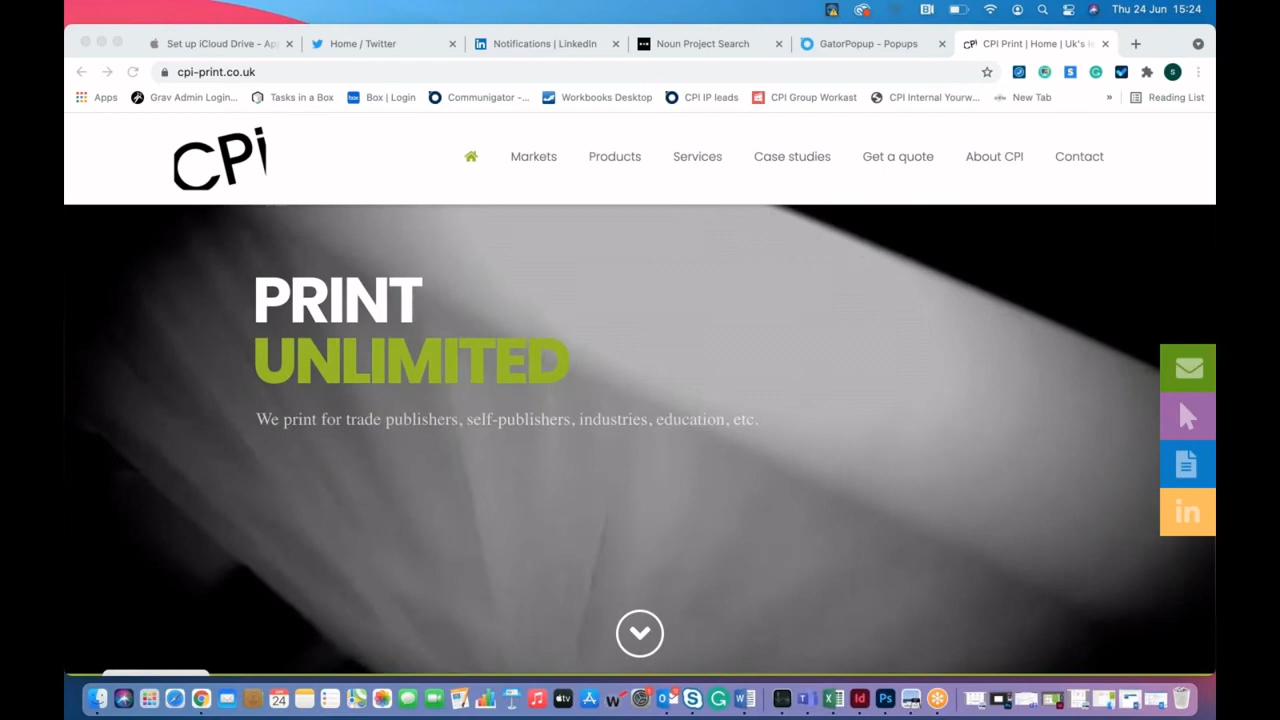 Thu 24 Jun 15:24
Set up iCloud Drive - Ap
Home / Twitter
Notifications | LinkedIn
Noun Project Search
GatorPopup - Popups
CPI Print | Home | Uk's
cpi-print.co.uk
S
Apps
Grav Admin Login...
Tasks in a Box
Box | Login
Communigator -...
Workbooks Desktop
CPI IP leads
CPI Group Workast
CPI Internal Yourw...
New Tab
»
Reading List
CPi
Markets
Products
Services
Case studies
Get a quote
About CPI
Contact
PRINT
UNLIMITED
We print for trade publishers, self-publishers, industries, education, etc.
in
24